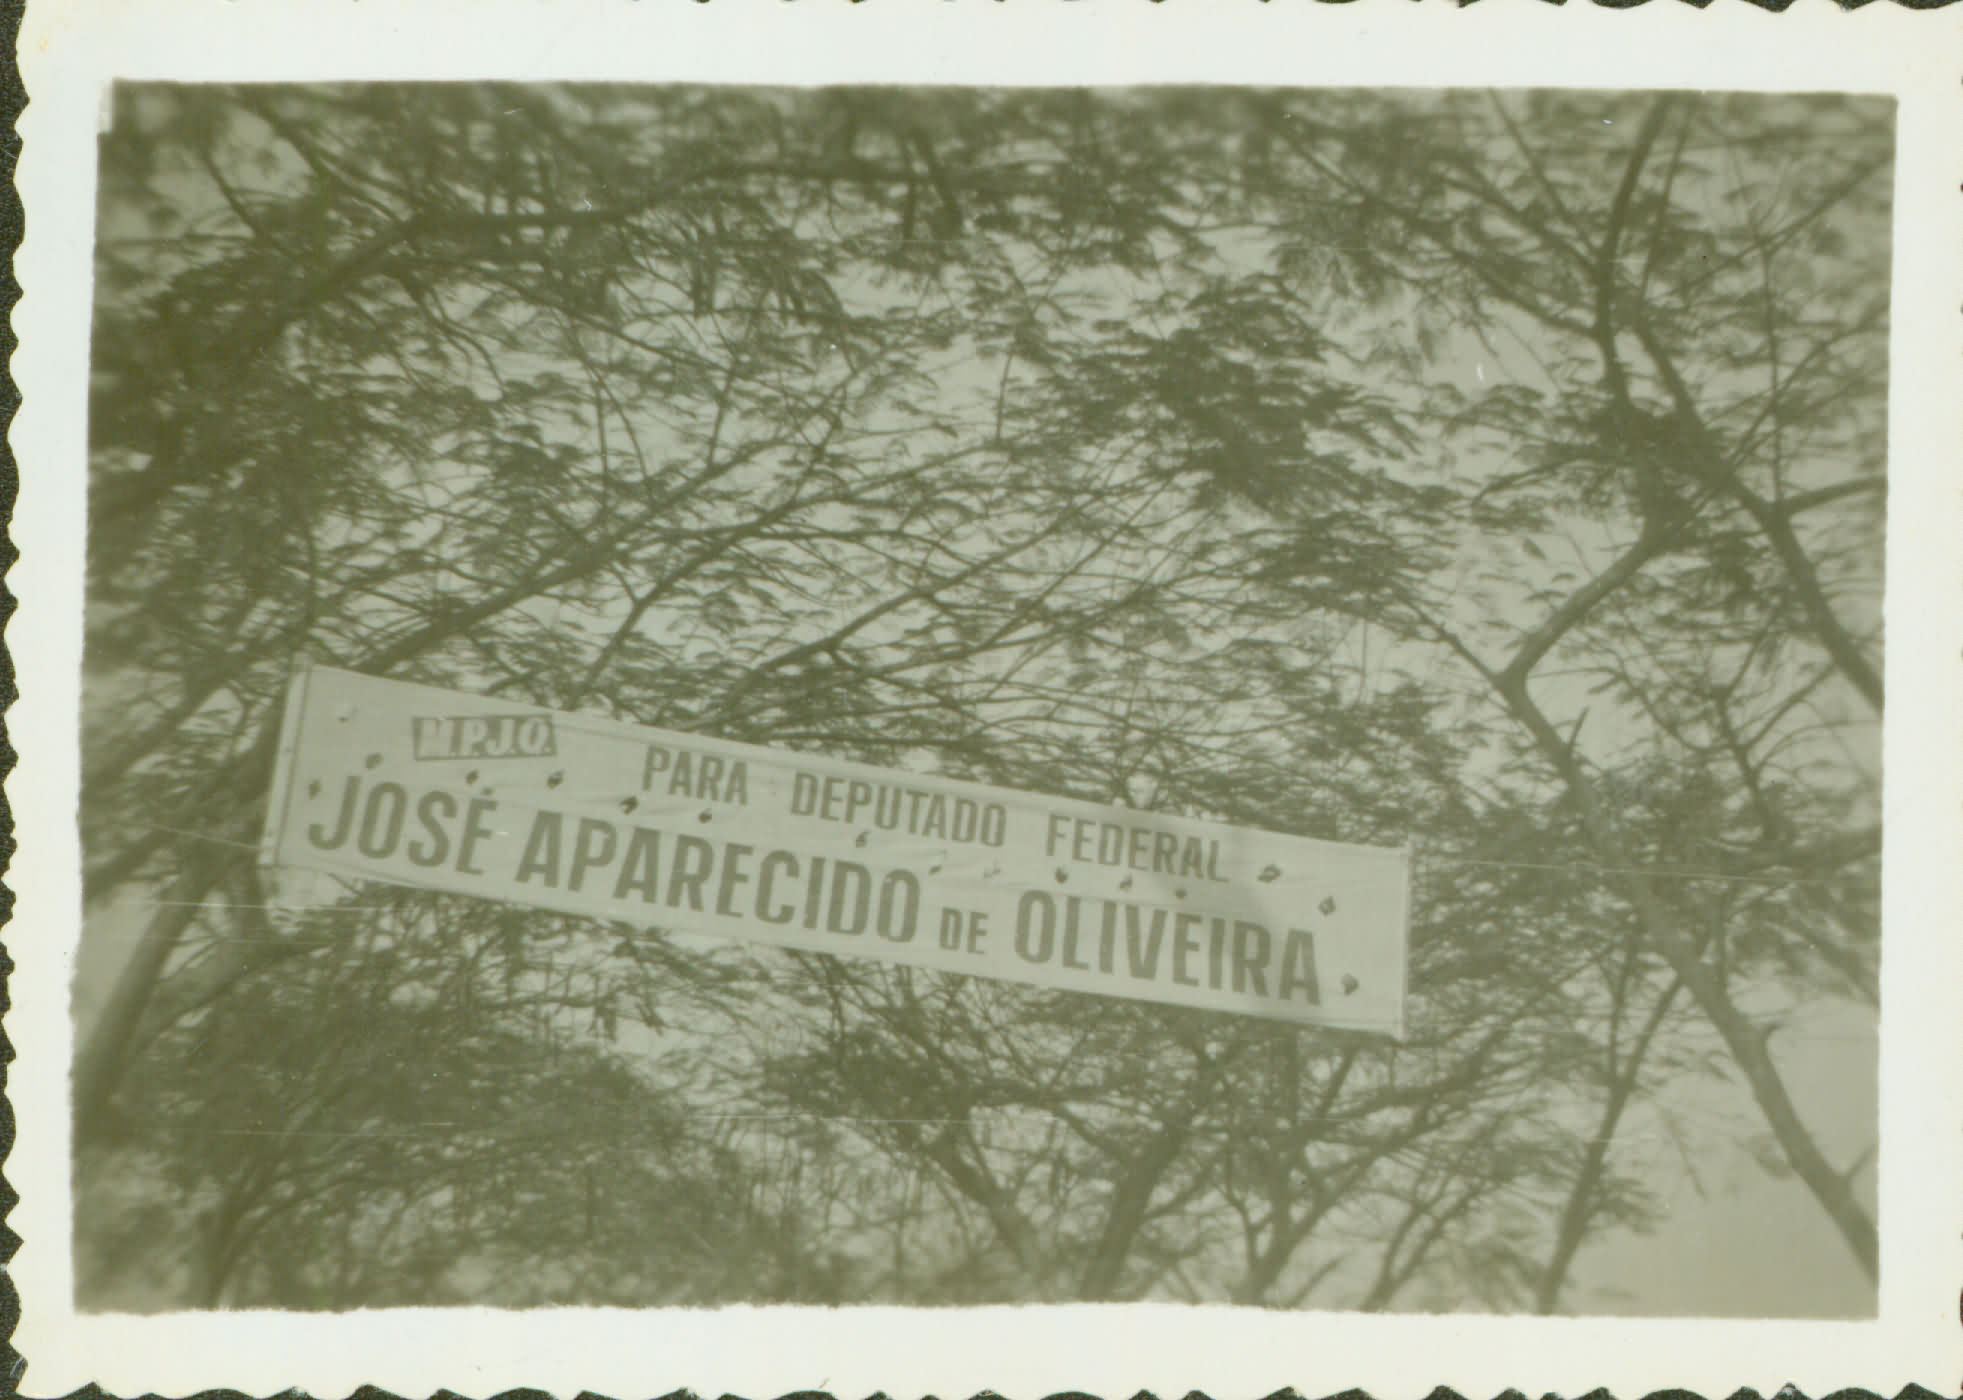 M.P.J.Q.
PARA DEPUTADO FEDERAL
JOSÉ APARECIDO DE OLIVEIRA